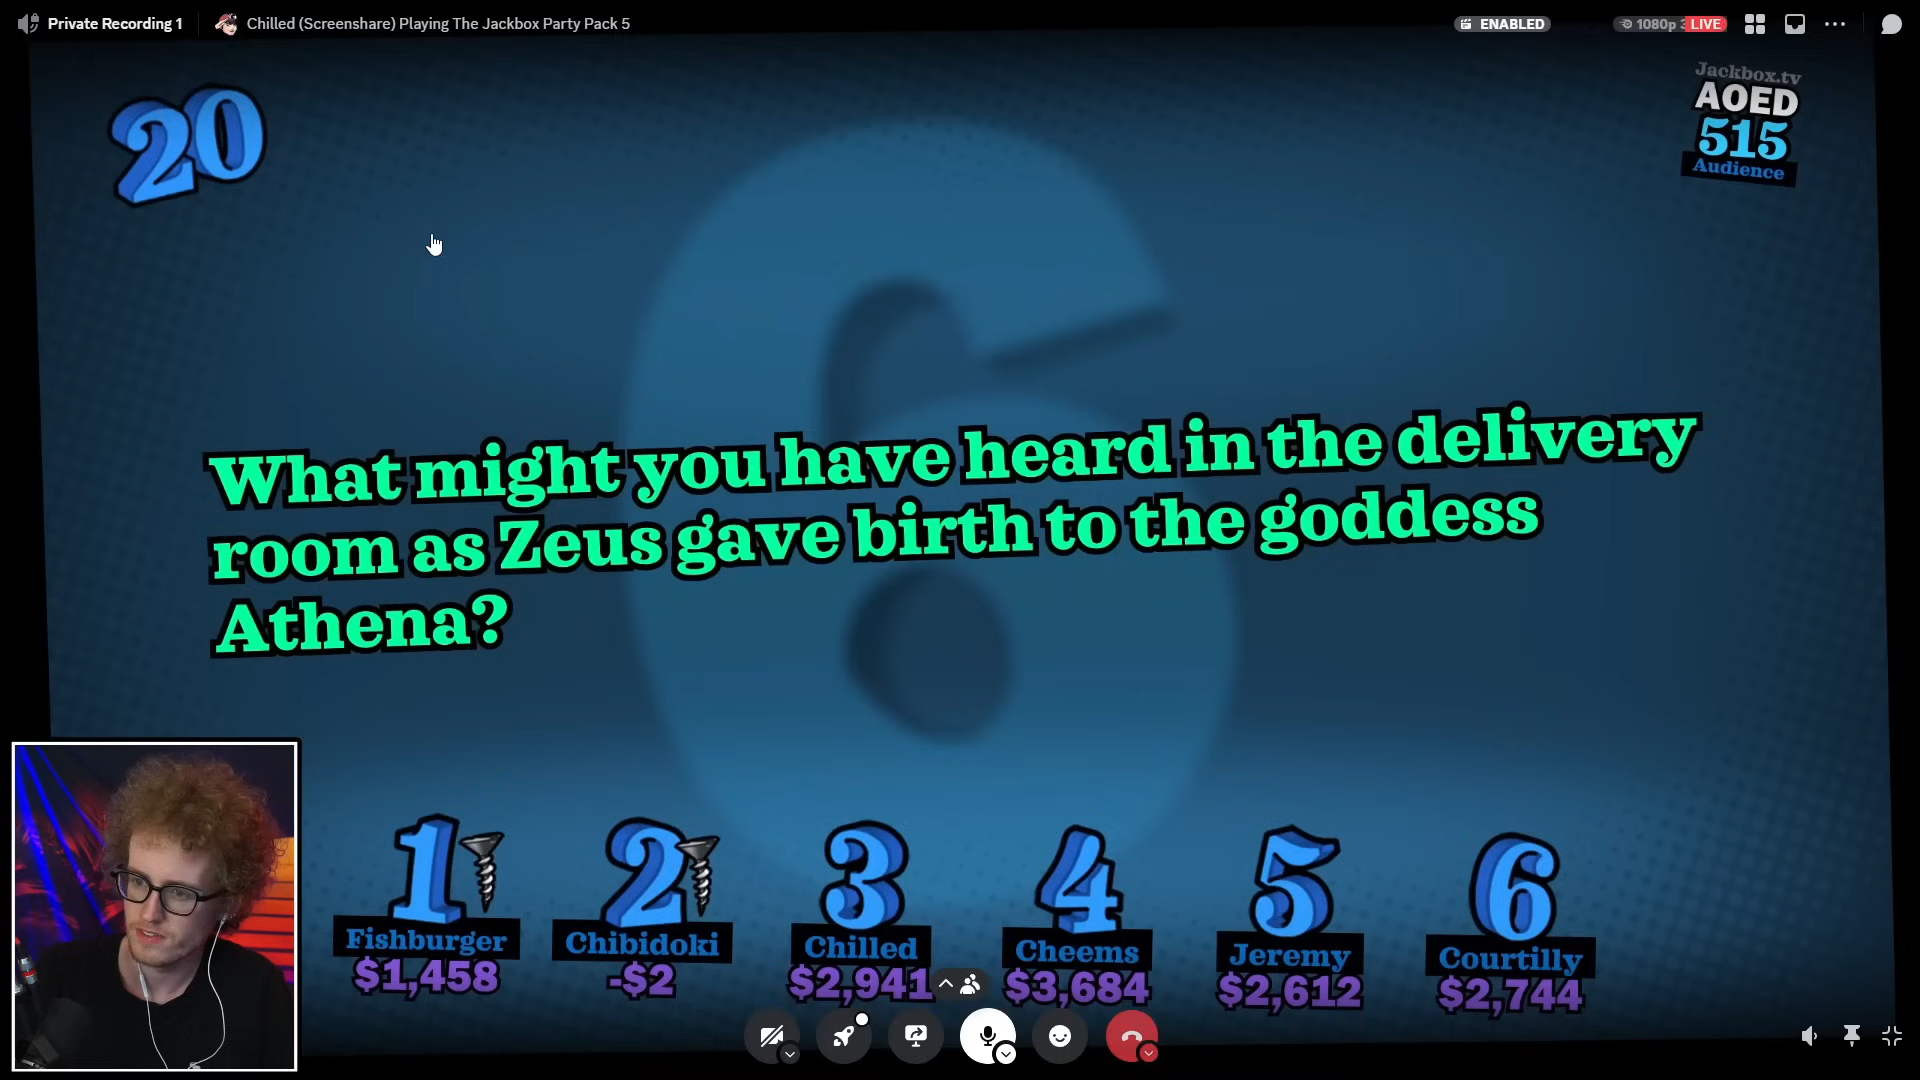 Private Recording 1
Chilled (Screenshare) Playing The Jackbox Party Pack 5
ENABLED
1080p
LIVE
20
Jackbox.tv
AOED
515
Audience
What might you have heard in the delivery
room as Zeus gave birth to the goddess
Athena?
1
2
3
4
5
6
Fishburger
Chibidoki
Chilled
Cheems
Jeremy
Courtilly
$1,458
-$2
$2,941
$3,684
$2,612
$2,744